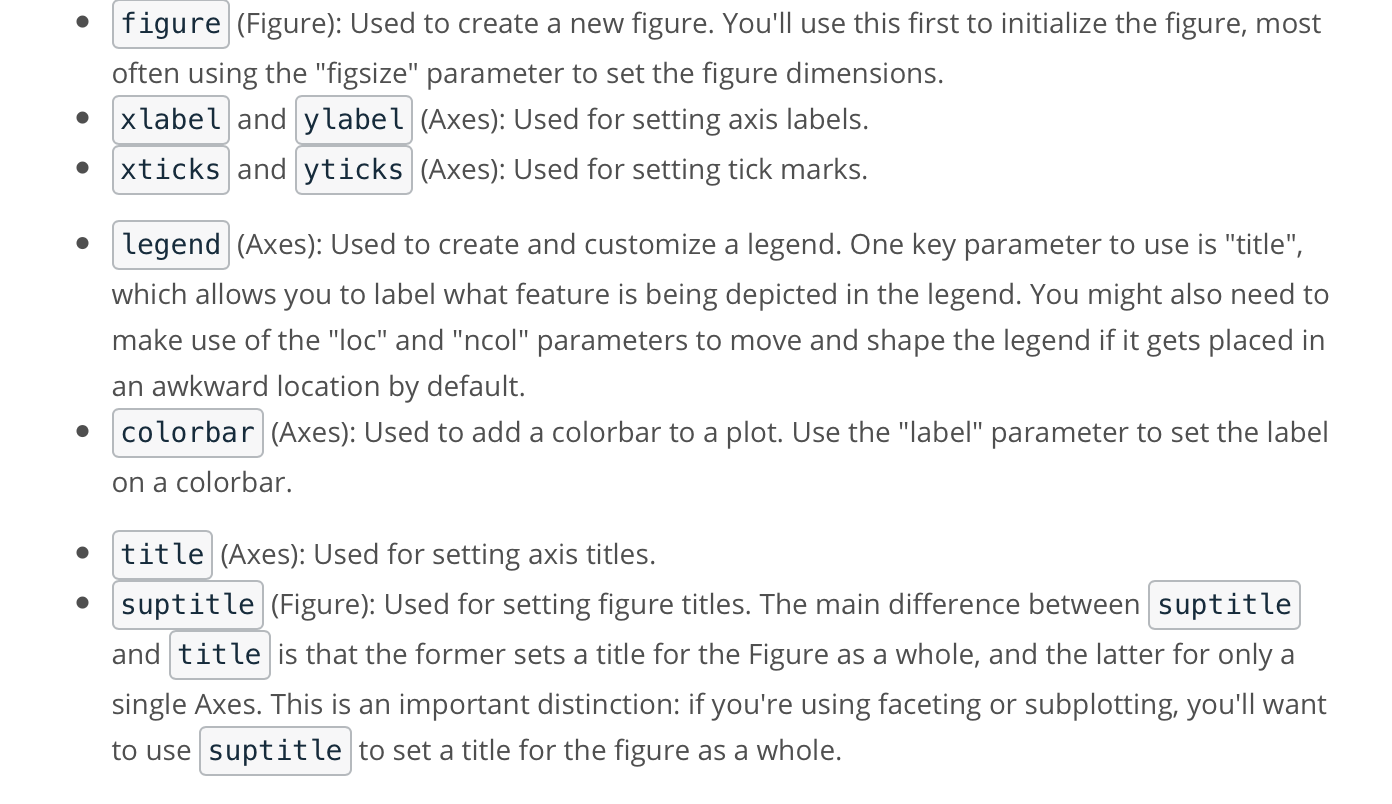 • figure (Figure): Used to create a new figure. You'll use this first to initialize the figure, most
often using the "figsize" parameter to set the figure dimensions.
• xlabel and ylabel (Axes): Used for setting axis labels.
• xticks and yticks (Axes): Used for setting tick marks.
• legend (Axes): Used to create and customize a legend. One key parameter to use is "title",
which allows you to label what feature is being depicted in the legend. You might also need to
make use of the "loc" and "ncol" parameters to move and shape the legend if it gets placed in
an awkward location by default.
• colorbar (Axes): Used to add a colorbar to a plot. Use the "label" parameter to set the label
on a colorbar.
• title (Axes): Used for setting axis titles.
• suptitle (Figure): Used for setting figure titles. The main difference between suptitle
and title is that the former sets a title for the Figure as a whole, and the latter for only a
single Axes. This is an important distinction: if you're using faceting or subplotting, you'll want
to use suptitle to set a title for the figure as a whole.